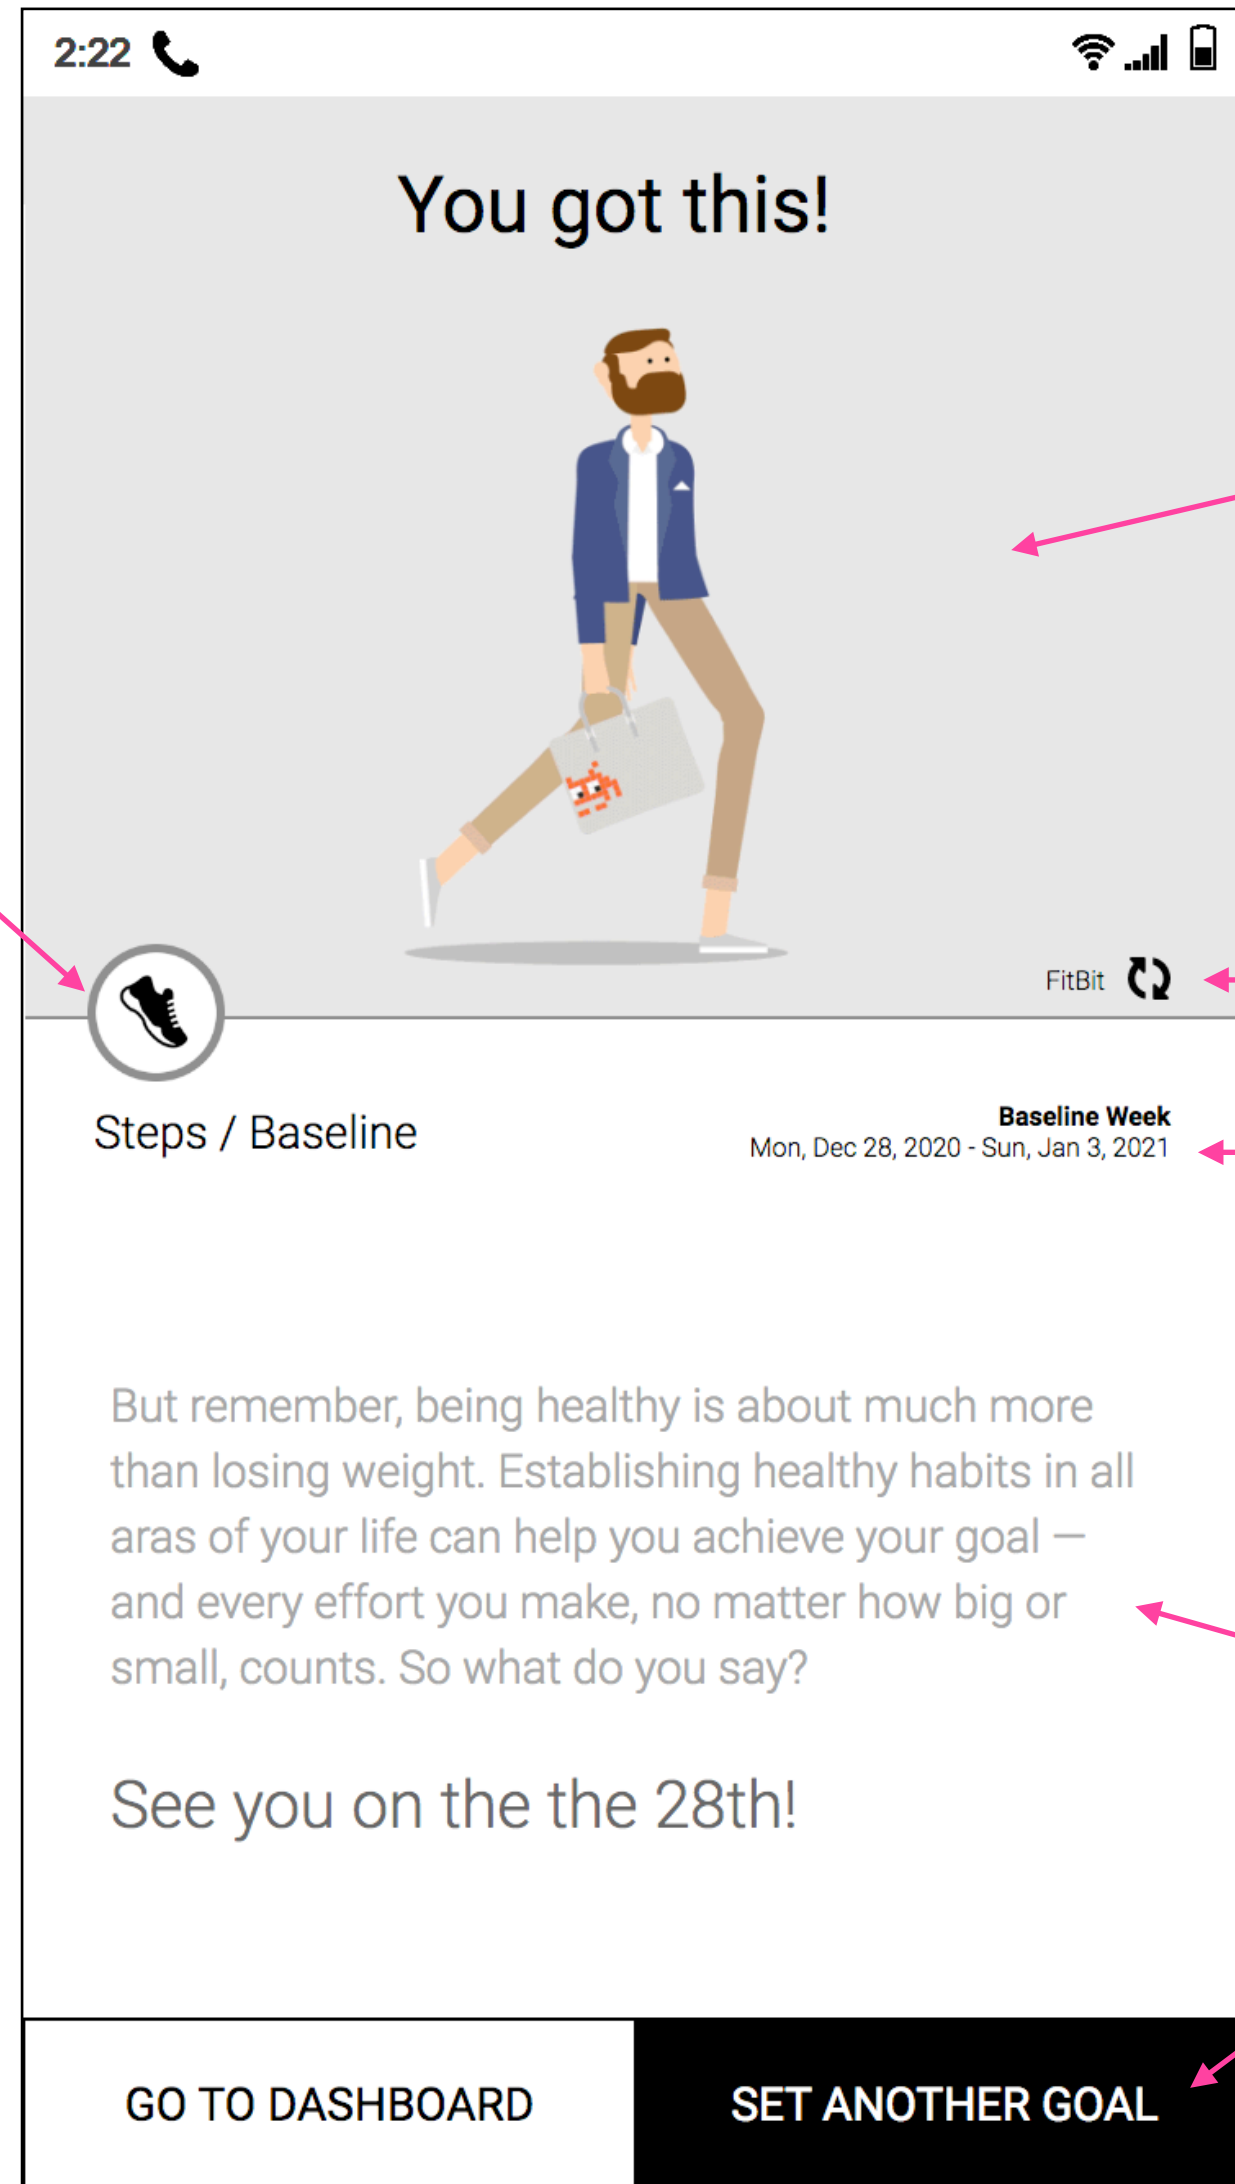 2:22
You got this!
FitBit
Steps / Baseline
Baseline Week
Mon, Dec 28, 2020 - Sun, Jan 3, 2021
But remember, being healthy is about much more
than losing weight. Establishing healthy habits in all
aras of your life can help you achieve your goal —
and every effort you make, no matter how big or
small, counts. So what do you say?
See you on the the 28th!
GO TO DASHBOARD
SET ANOTHER GOAL